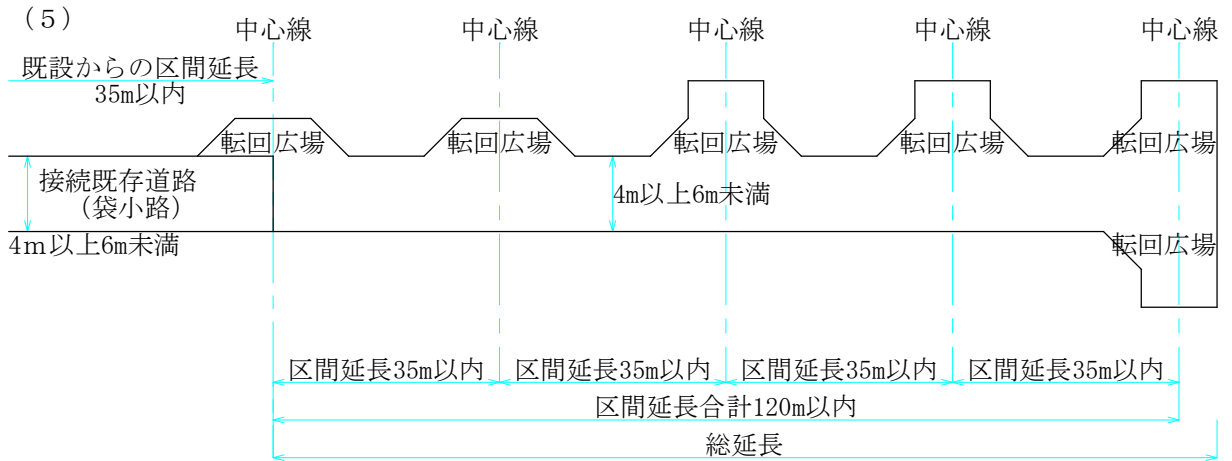 （５）
中心線
中心線
中心線
中心線
中心線
既設からの区間延長
35m以内
転回広場
転回広場
転回広場
転回広場
転回広場
接続既存道路
（袋小路）
4m以上6m未満
4ｍ以上6m未満
転回広場
区間延長35m以内
区間延長35m以内
区間延長35m以内
区間延長35m以内
区間延長合計120m以内
総延長